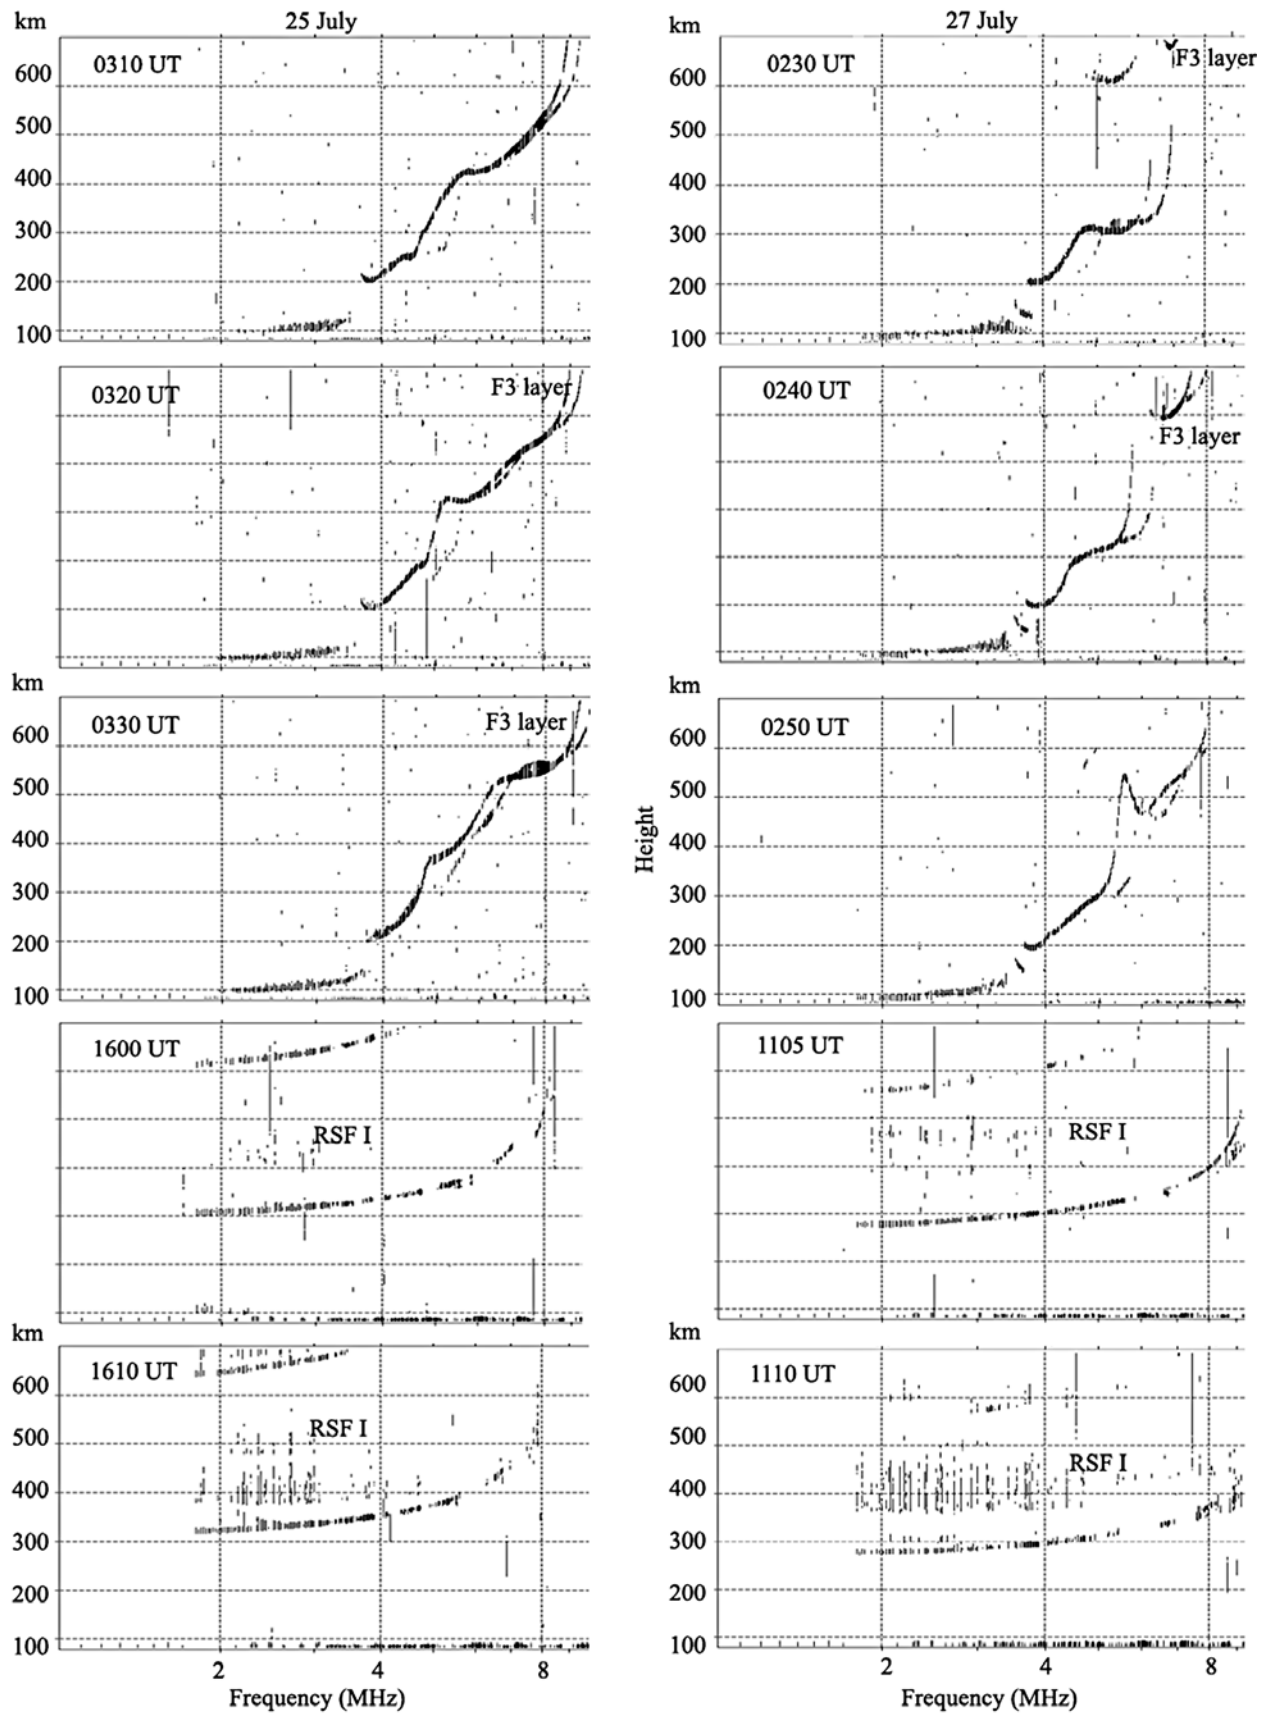 km
25 July
0310 UT
600
500
400
300
200
100
0320 UT
F3 layer
km
0330 UT
F3 layer
600
500
400
300
200
100
1600 UT
RSF I
km
1610 UT
RSF I
600
500
400
300
200
100
2
4
8
Frequency (MHz)
km
27 July
0230 UT
F3 layer
600
500
400
300
200
100
0240 UT
F3 layer
km
0250 UT
600
500
400
300
200
100
Height
1105 UT
RSF I
km
1110 UT
RSF I
600
500
400
300
200
100
2
4
8
Frequency (MHz)